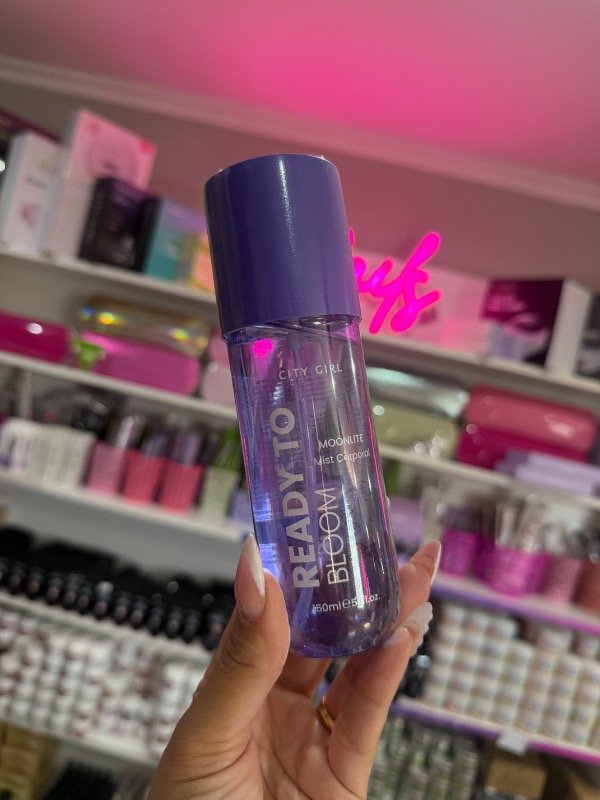 CITY GIRL
READY TO
BLOOM
MOONLITE
Mist Corporal